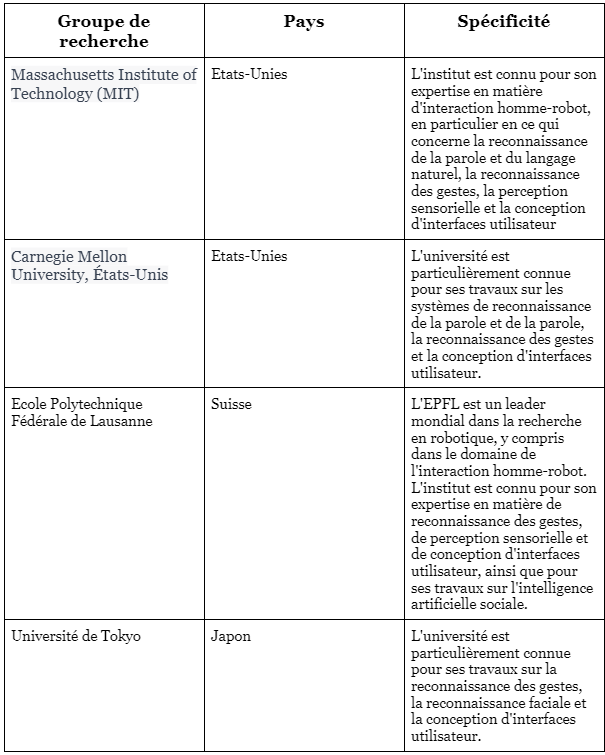 Groupe de
recherche
Pays
Spécificité
Massachusetts Institute of
Technology (MIT)
Etats-Unies
L'institut est connu pour son
expertise en matière
d'interaction homme-robot,
en particulier en ce qui
concerne la reconnaissance
de la parole et du langage
naturel, la reconnaissance
des gestes, la perception
sensorielle et la conception
d'interfaces utilisateur
Carnegie Mellon
University, États-Unis
Etats-Unies
L'université est
particulièrement connue
pour ses travaux sur les
systèmes de reconnaissance
de la parole et de la parole,
la reconnaissance des gestes
et la conception d'interfaces
utilisateur.
Ecole Polytechnique
Fédérale de Lausanne
Suisse
L'EPFL est un leader
mondial dans la recherche
en robotique, y compris
dans le domaine de
l'interaction homme-robot.
L'institut est connu pour son
expertise en matière de
reconnaissance des gestes,
de perception sensorielle et
de conception d'interfaces
utilisateur, ainsi que pour
ses travaux sur l'intelligence
artificielle sociale.
Université de Tokyo
Japon
L'université est
particulièrement connue
pour ses travaux sur la
reconnaissance des gestes,
la reconnaissance faciale et
la conception d'interfaces
utilisateur.